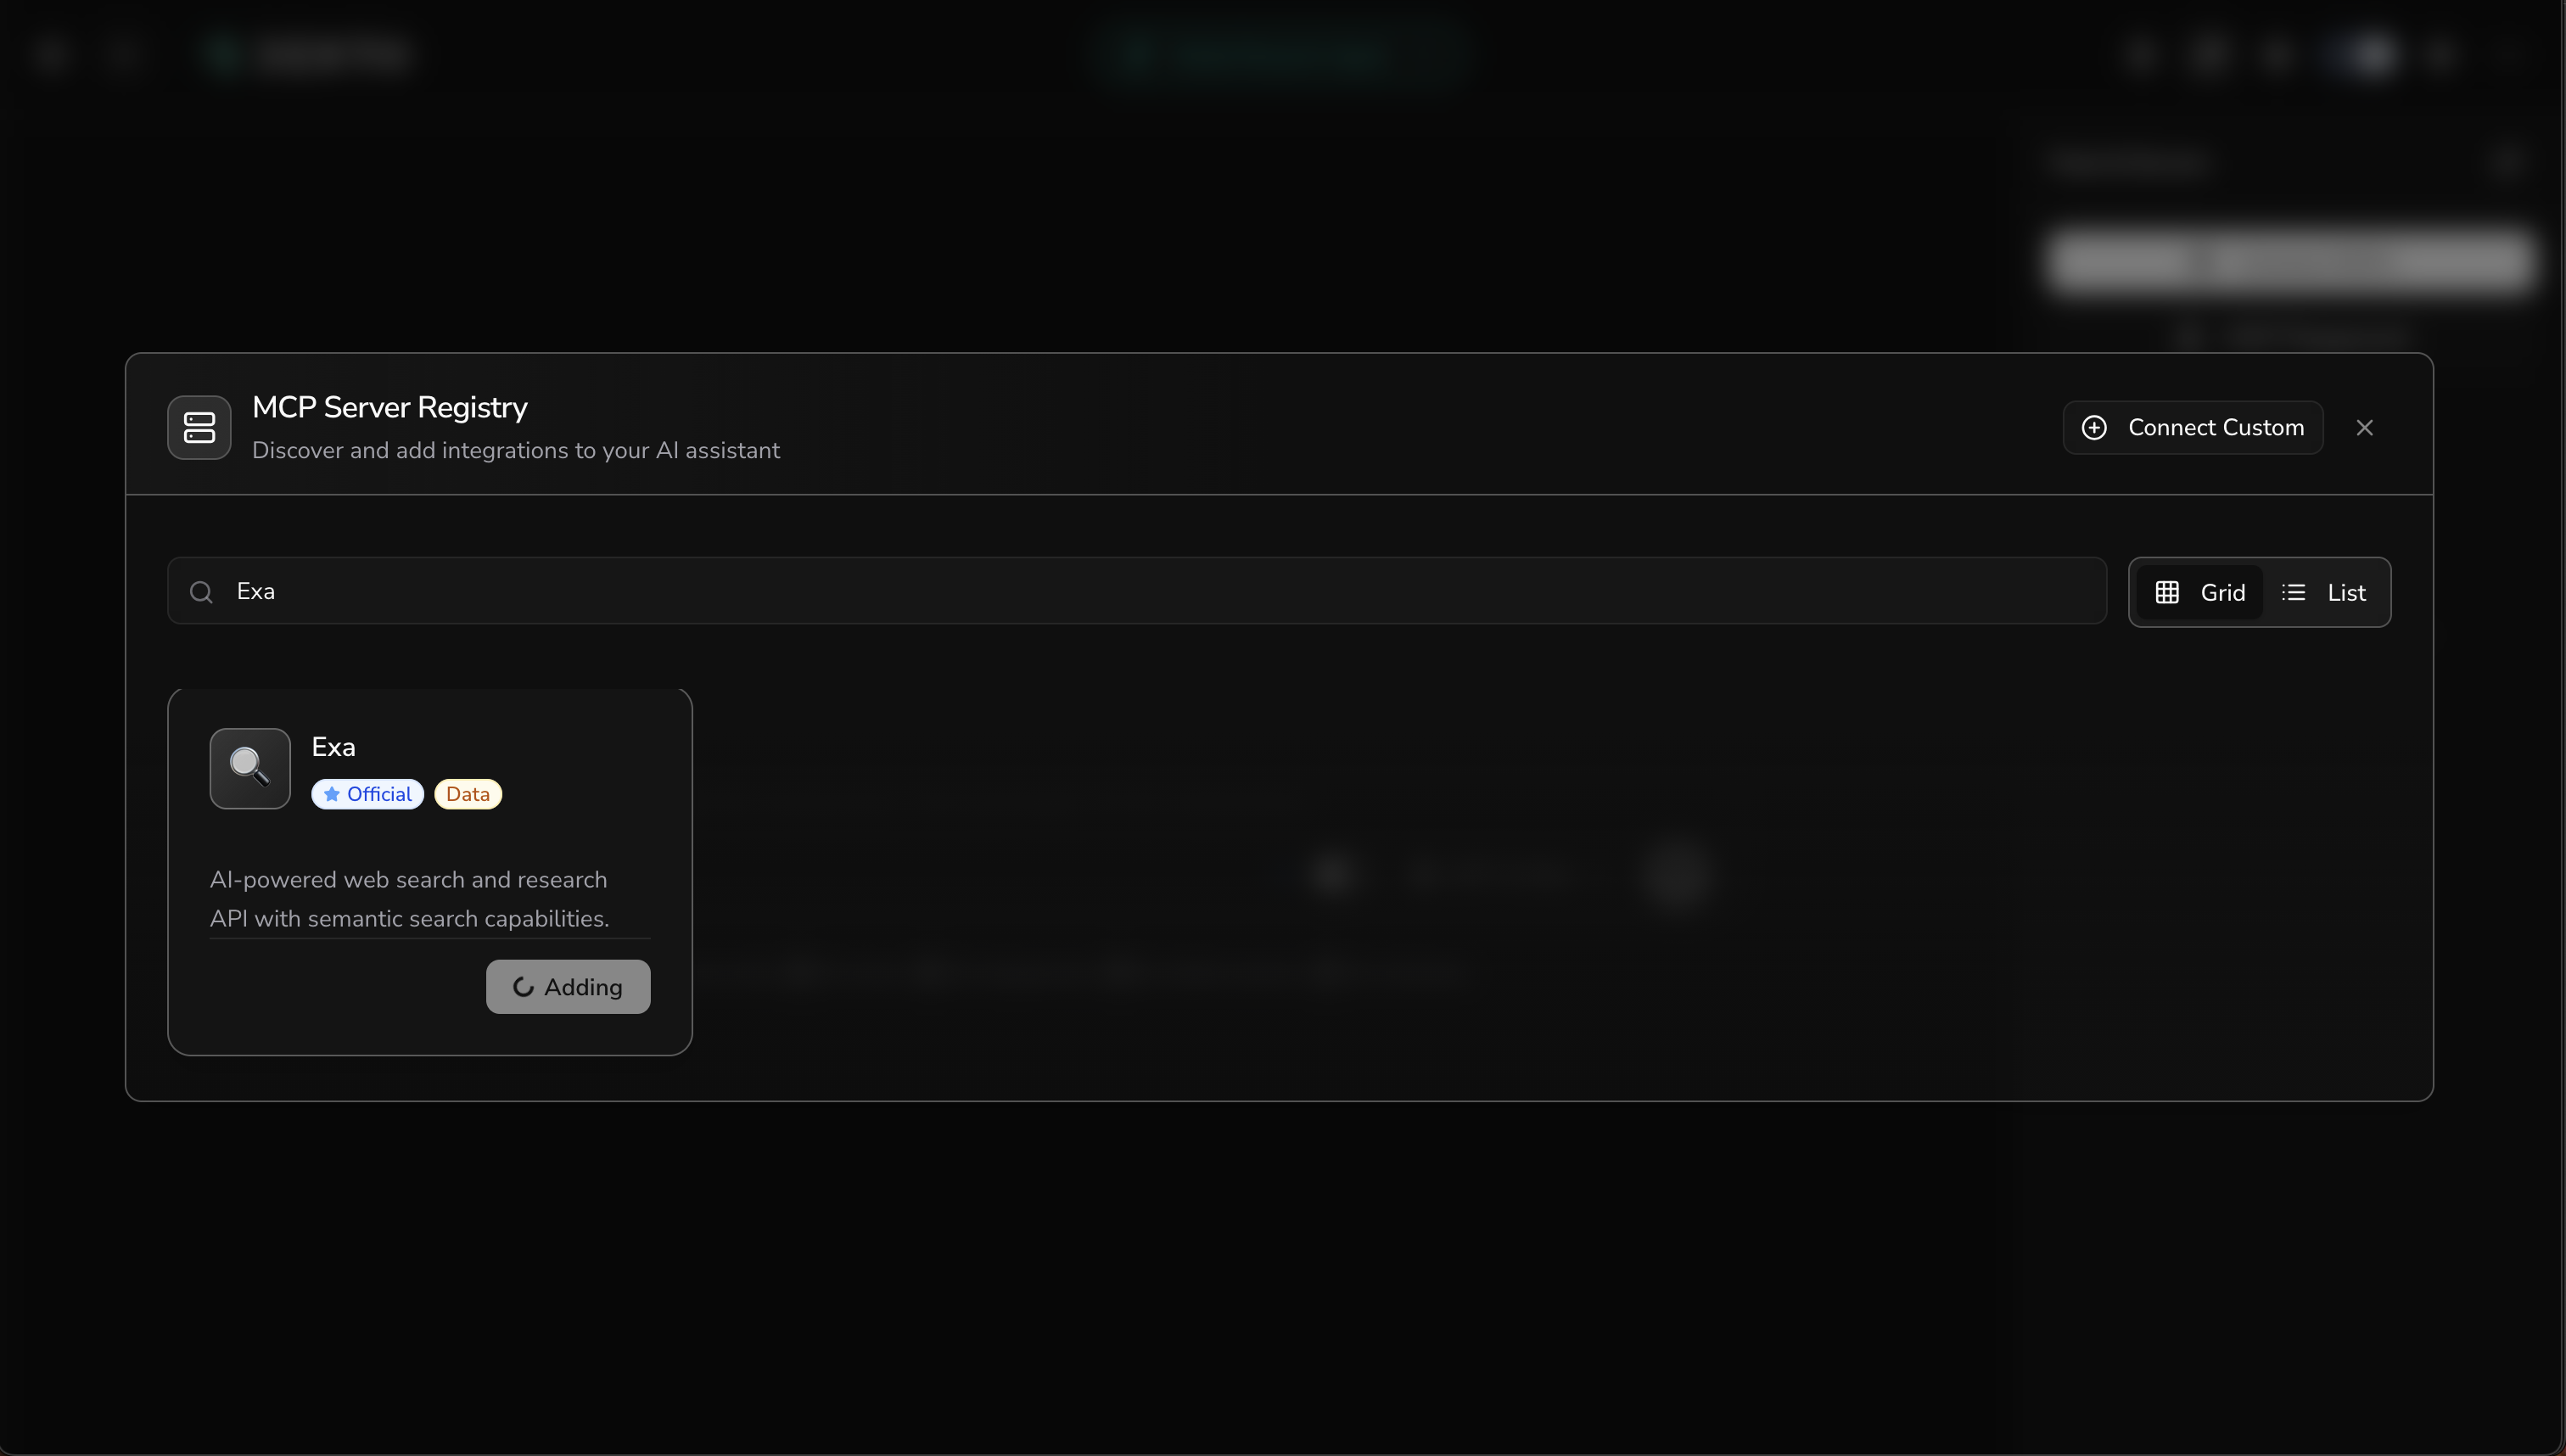 MCP Server Registry
Discover and add integrations to your AI assistant
Connect Custom
Exa
Grid
List
Exa
Official
Data
AI-powered web search and research
API with semantic search capabilities.
Adding